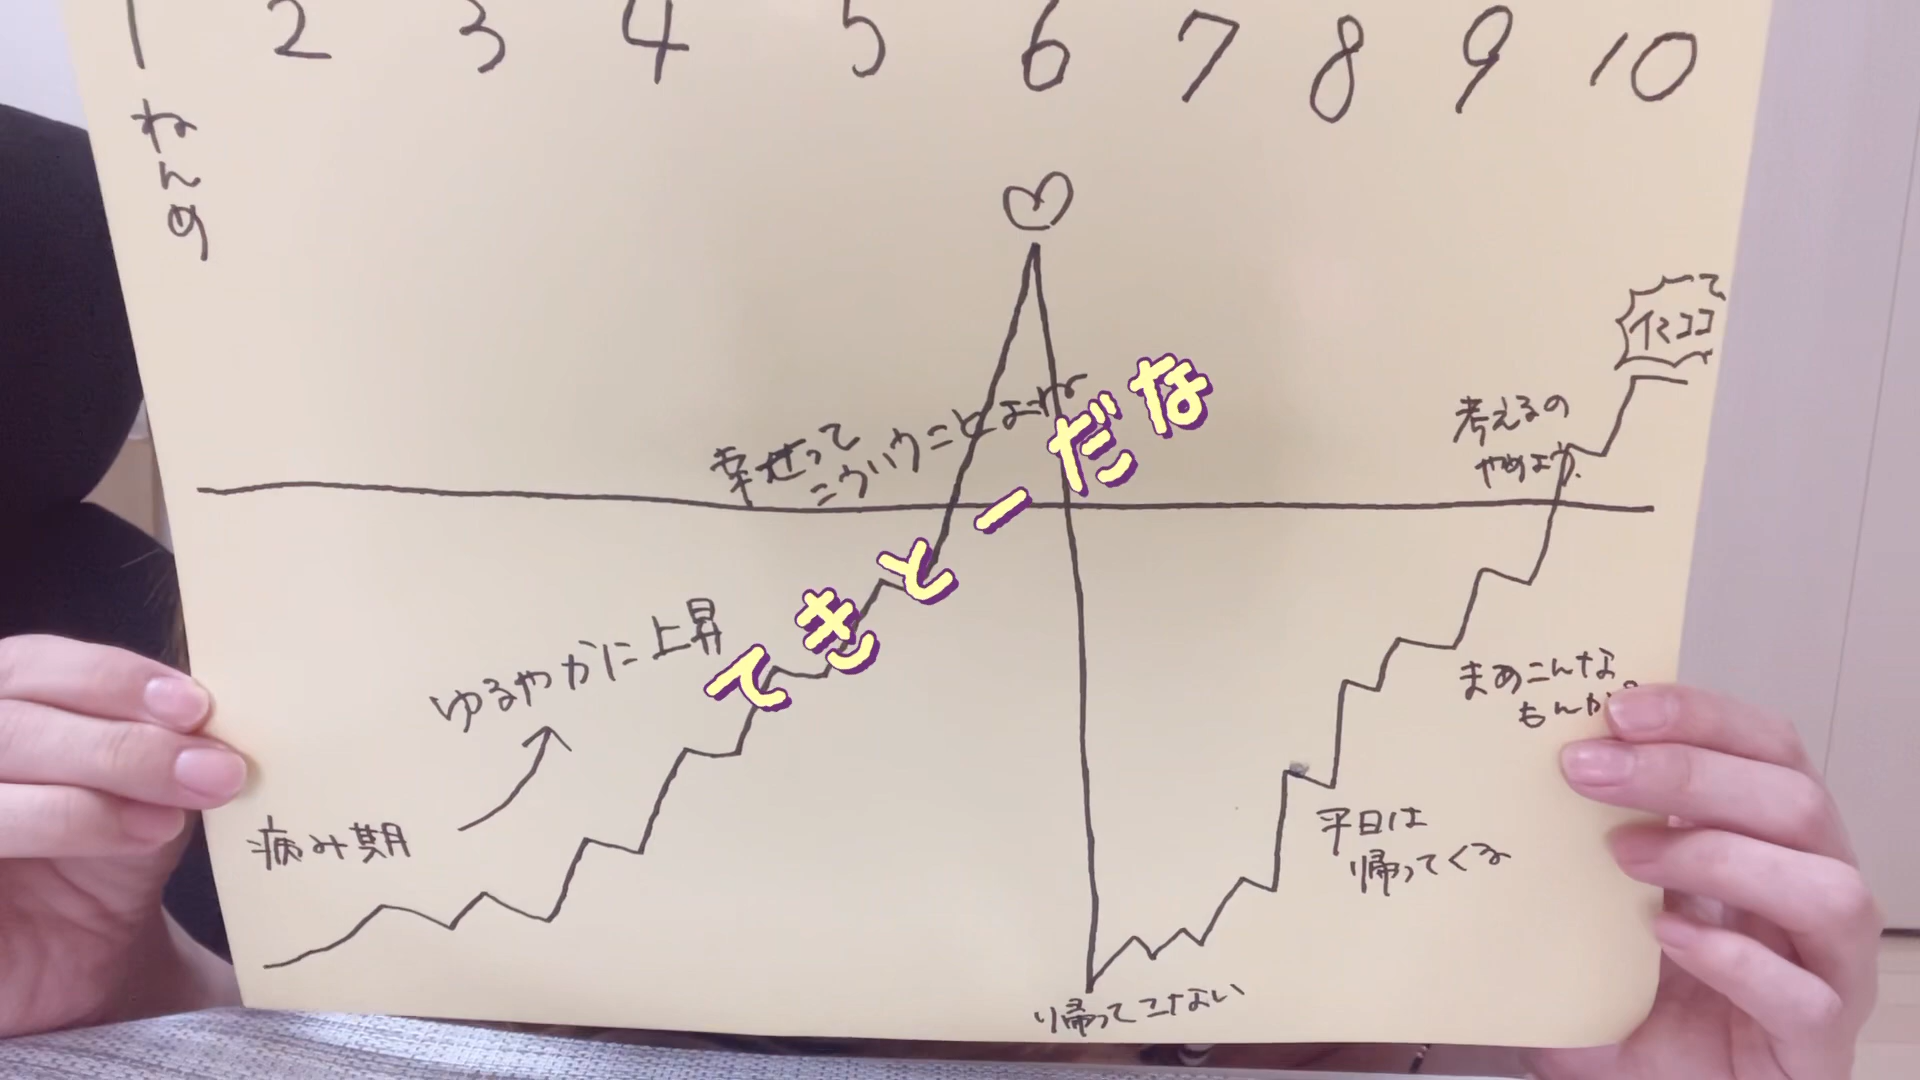 1 2 3 4 5 6 7 8 9 10
ねんめ
イマココ
考えるの
やめよう.
幸せって
こういうことよね
てきとーだな
ゆるやかに上昇
まあこんな
もんか。
平日は
帰ってくる
病み期
帰ってこない